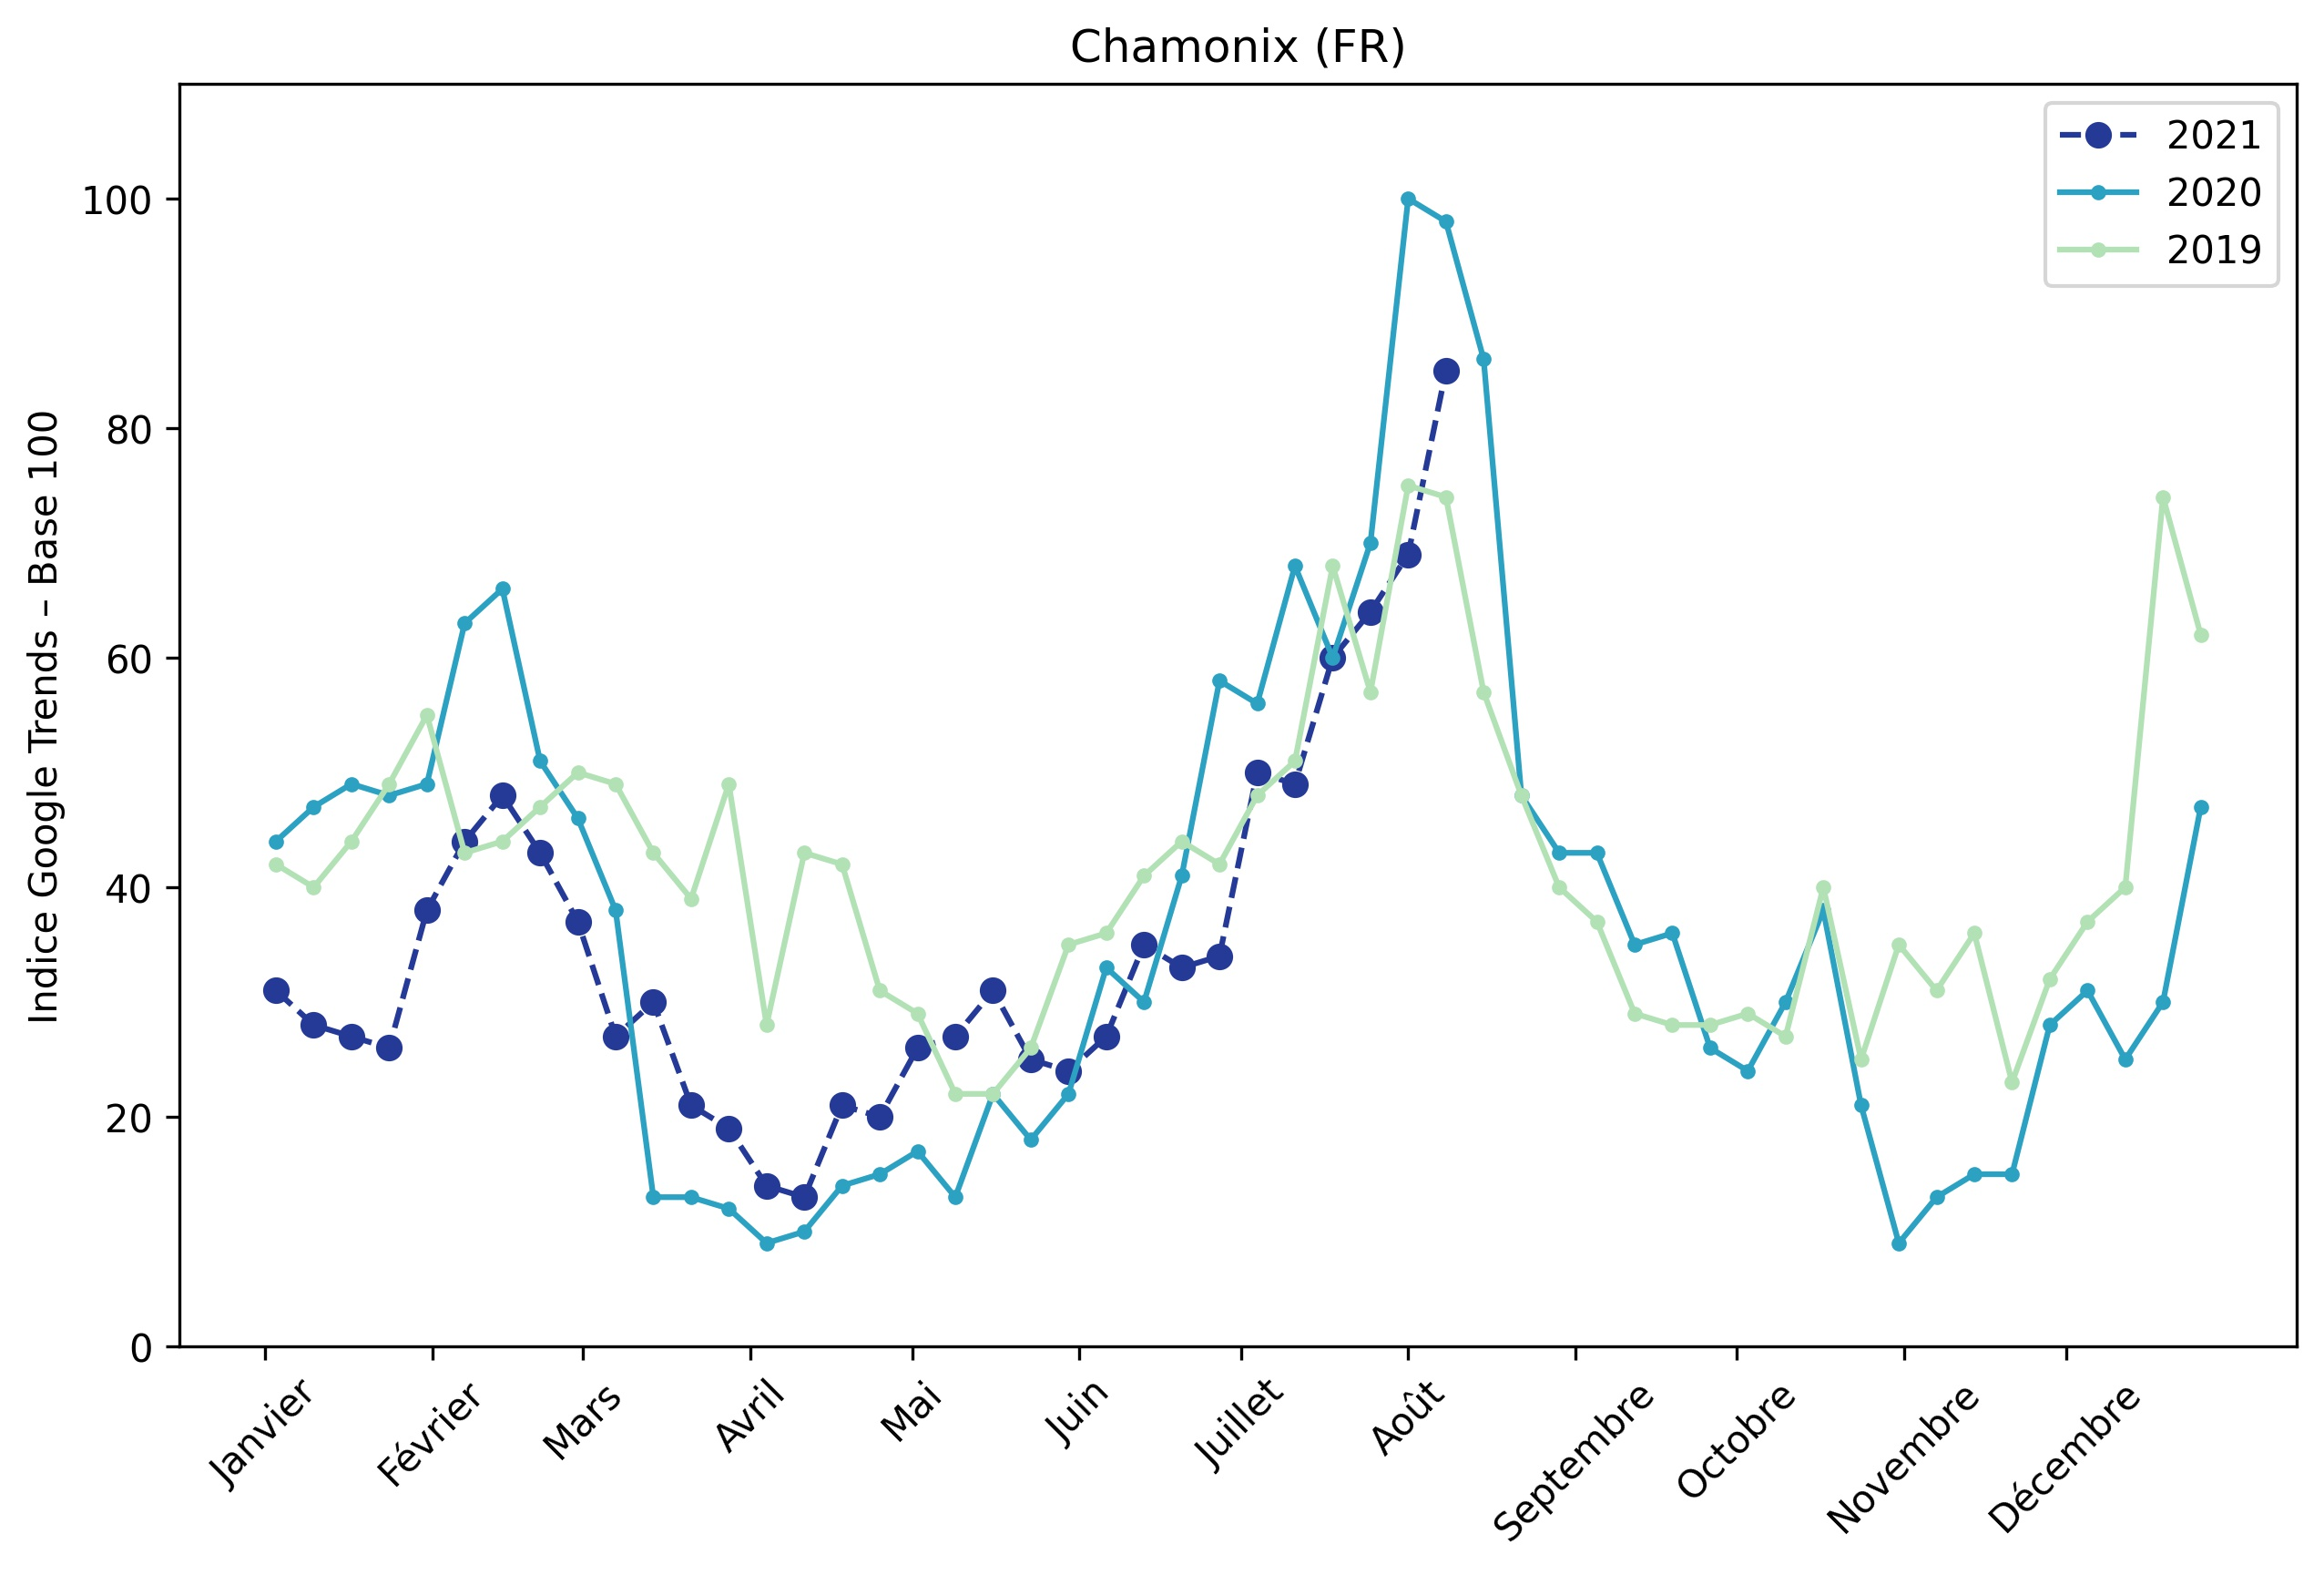 Chamonix (FR)
2021
2020
2019
Indice Google Trends – Base 100
100
80
60
40
20
0
Janvier
Février
Mars
Avril
Mai
Juin
Juillet
Août
Septembre
Octobre
Novembre
Décembre